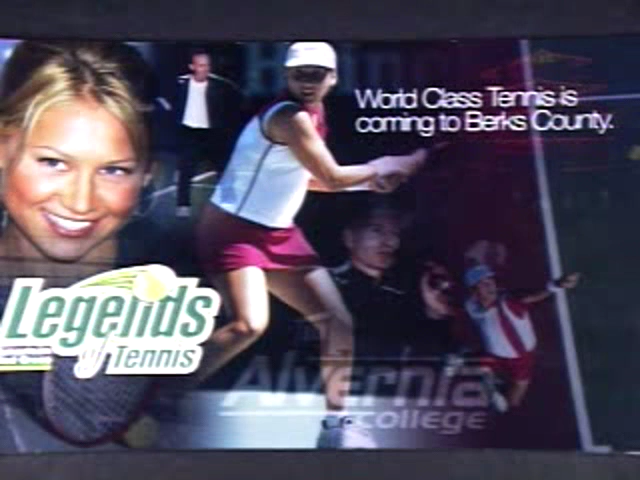 World Class Tennis is
coming to Berks County.
Legends
of Tennis
Alvernia
College